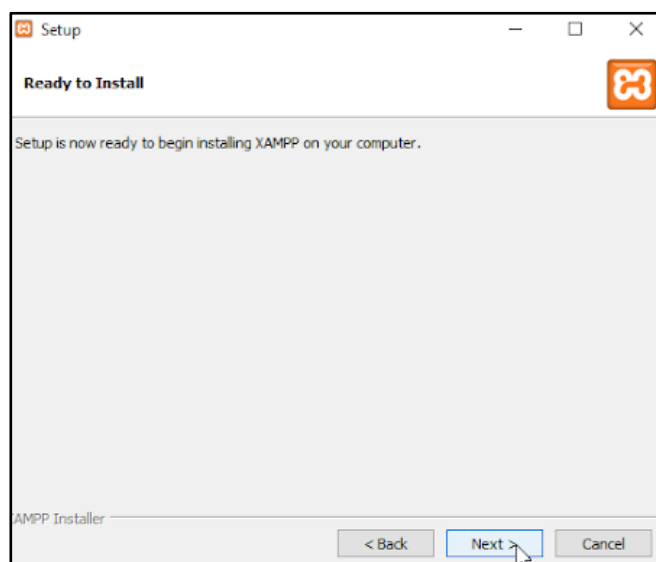 Setup
Ready to Install
Setup is now ready to begin installing XAMPP on your computer.
XAMPP Installer
< Back
Next >
Cancel